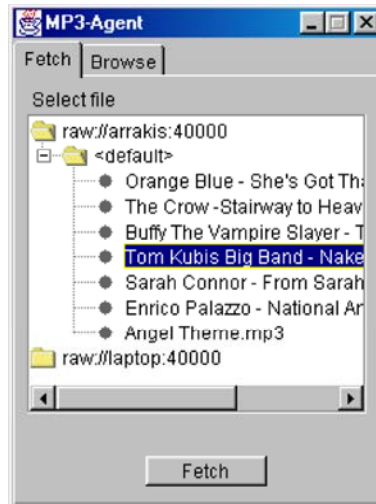 MP3-Agent
Fetch Browse
Select file
raw://arrakis:40000
<default>
Orange Blue - She's Got Tha
The Crow -Stairway to Heav
Buffy The Vampire Slayer - T
Tom Kubis Big Band - Nake
Sarah Connor - From Sarah
Enrico Palazzo - National An
Angel Theme.mp3
raw://laptop:40000
Fetch